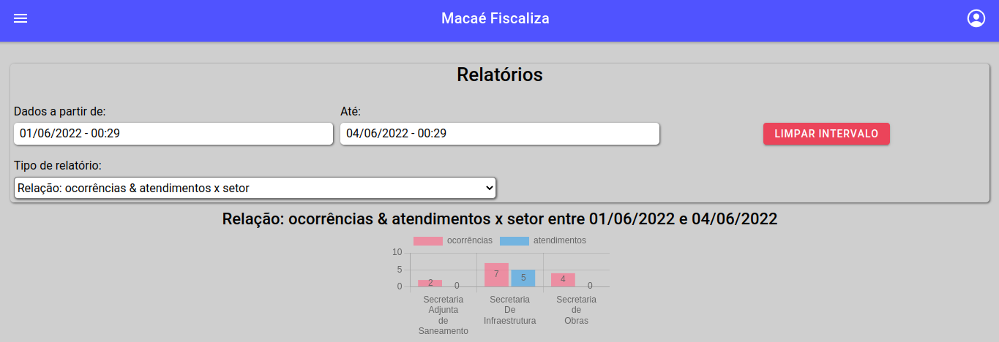 Macaé Fiscaliza
Relatórios
Dados a partir de:
Até:
01/06/2022 - 00:29
04/06/2022 - 00:29
LIMPAR INTERVALO
Tipo de relatório:
Relação: ocorrências & atendimentos x setor
Relação: ocorrências & atendimentos x setor entre 01/06/2022 e 04/06/2022
ocorrências atendimentos
10
5
0
2 0 7 5 4 0
Secretaria
Adjunta
de
Saneamento
Secretaria
De
Infraestrutura
Secretaria
de
Obras